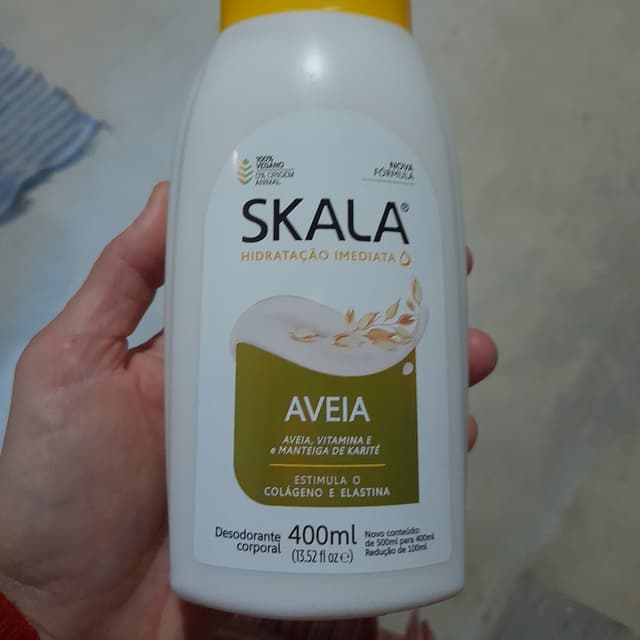 100%
VEGANO
0% ORIGEM
ANIMAL
NOVA
FÓRMULA
SKALA®
HIDRATAÇÃO IMEDIATA
AVEIA
AVEIA, VITAMINA E
e MANTEIGA DE KARITÉ
ESTIMULA O
COLÁGENO E ELASTINA
Desodorante
corporal
400ml
(13.52 fl oz ℮)
Novo conteúdo:
de 500ml para 400ml
Redução de 100ml